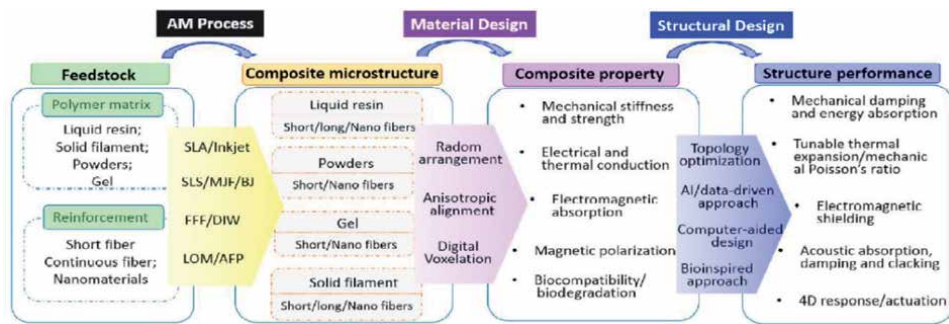 AM Process
Material Design
Structural Design
Feedstock
Polymer matrix
Liquid resin;
Solid filament;
Powders;
Gel
Reinforcement
Short fiber
Continuous fiber;
Nanomaterials
SLA/Inkjet
SLS/MJF/BJ
FFF/DIW
LOM/AFP
Composite microstructure
Liquid resin
Short/long/Nano fibers
Powders
Short/Nano fibers
Gel
Short/Nano fibers
Solid filament
Short/long/Nano fibers
Radom
arrangement
Anisotropic
alignment
Digital
Voxelation
Composite property
• Mechanical stiffness
and strength
• Electrical and
thermal conduction
• Electromagnetic
absorption
• Magnetic polarization
• Biocompatibility/
biodegradation
Topology
optimization
AI/data-driven
approach
Computer-aided
design
Bioinspired
approach
Structure performance
• Mechanical damping
and energy absorption
• Tunable thermal
expansion/mechanic
al Poisson's ratio
• Electromagnetic
shielding
• Acoustic absorption,
damping and clacking
• 4D response/actuation